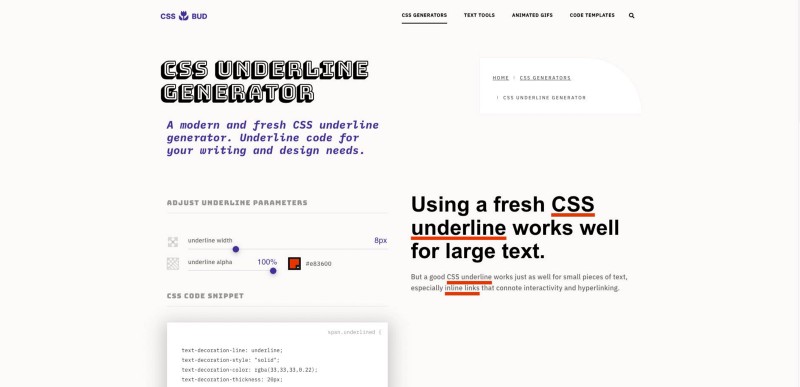 CSS BUD
CSS GENERATORS
TEXT TOOLS
ANIMATED GIFS
CODE TEMPLATES
CSS UNDERLINE
GENERATOR
A modern and fresh CSS underline
generator. Underline code for
your writing and design needs.
HOME
CSS GENERATORS
CSS UNDERLINE GENERATOR
ADJUST UNDERLINE PARAMETERS
underline width
8px
underline alpha
100%
#e83600
Using a fresh CSS
underline works well
for large text.
But a good CSS underline works just as well for small pieces of text,
especially inline links that connote interactivity and hyperlinking.
CSS CODE SNIPPET
span.underlined {
text-decoration-line: underline;
text-decoration-style: "solid";
text-decoration-color: rgba(33,33,33,0.22);
text-decoration-thickness: 20px;